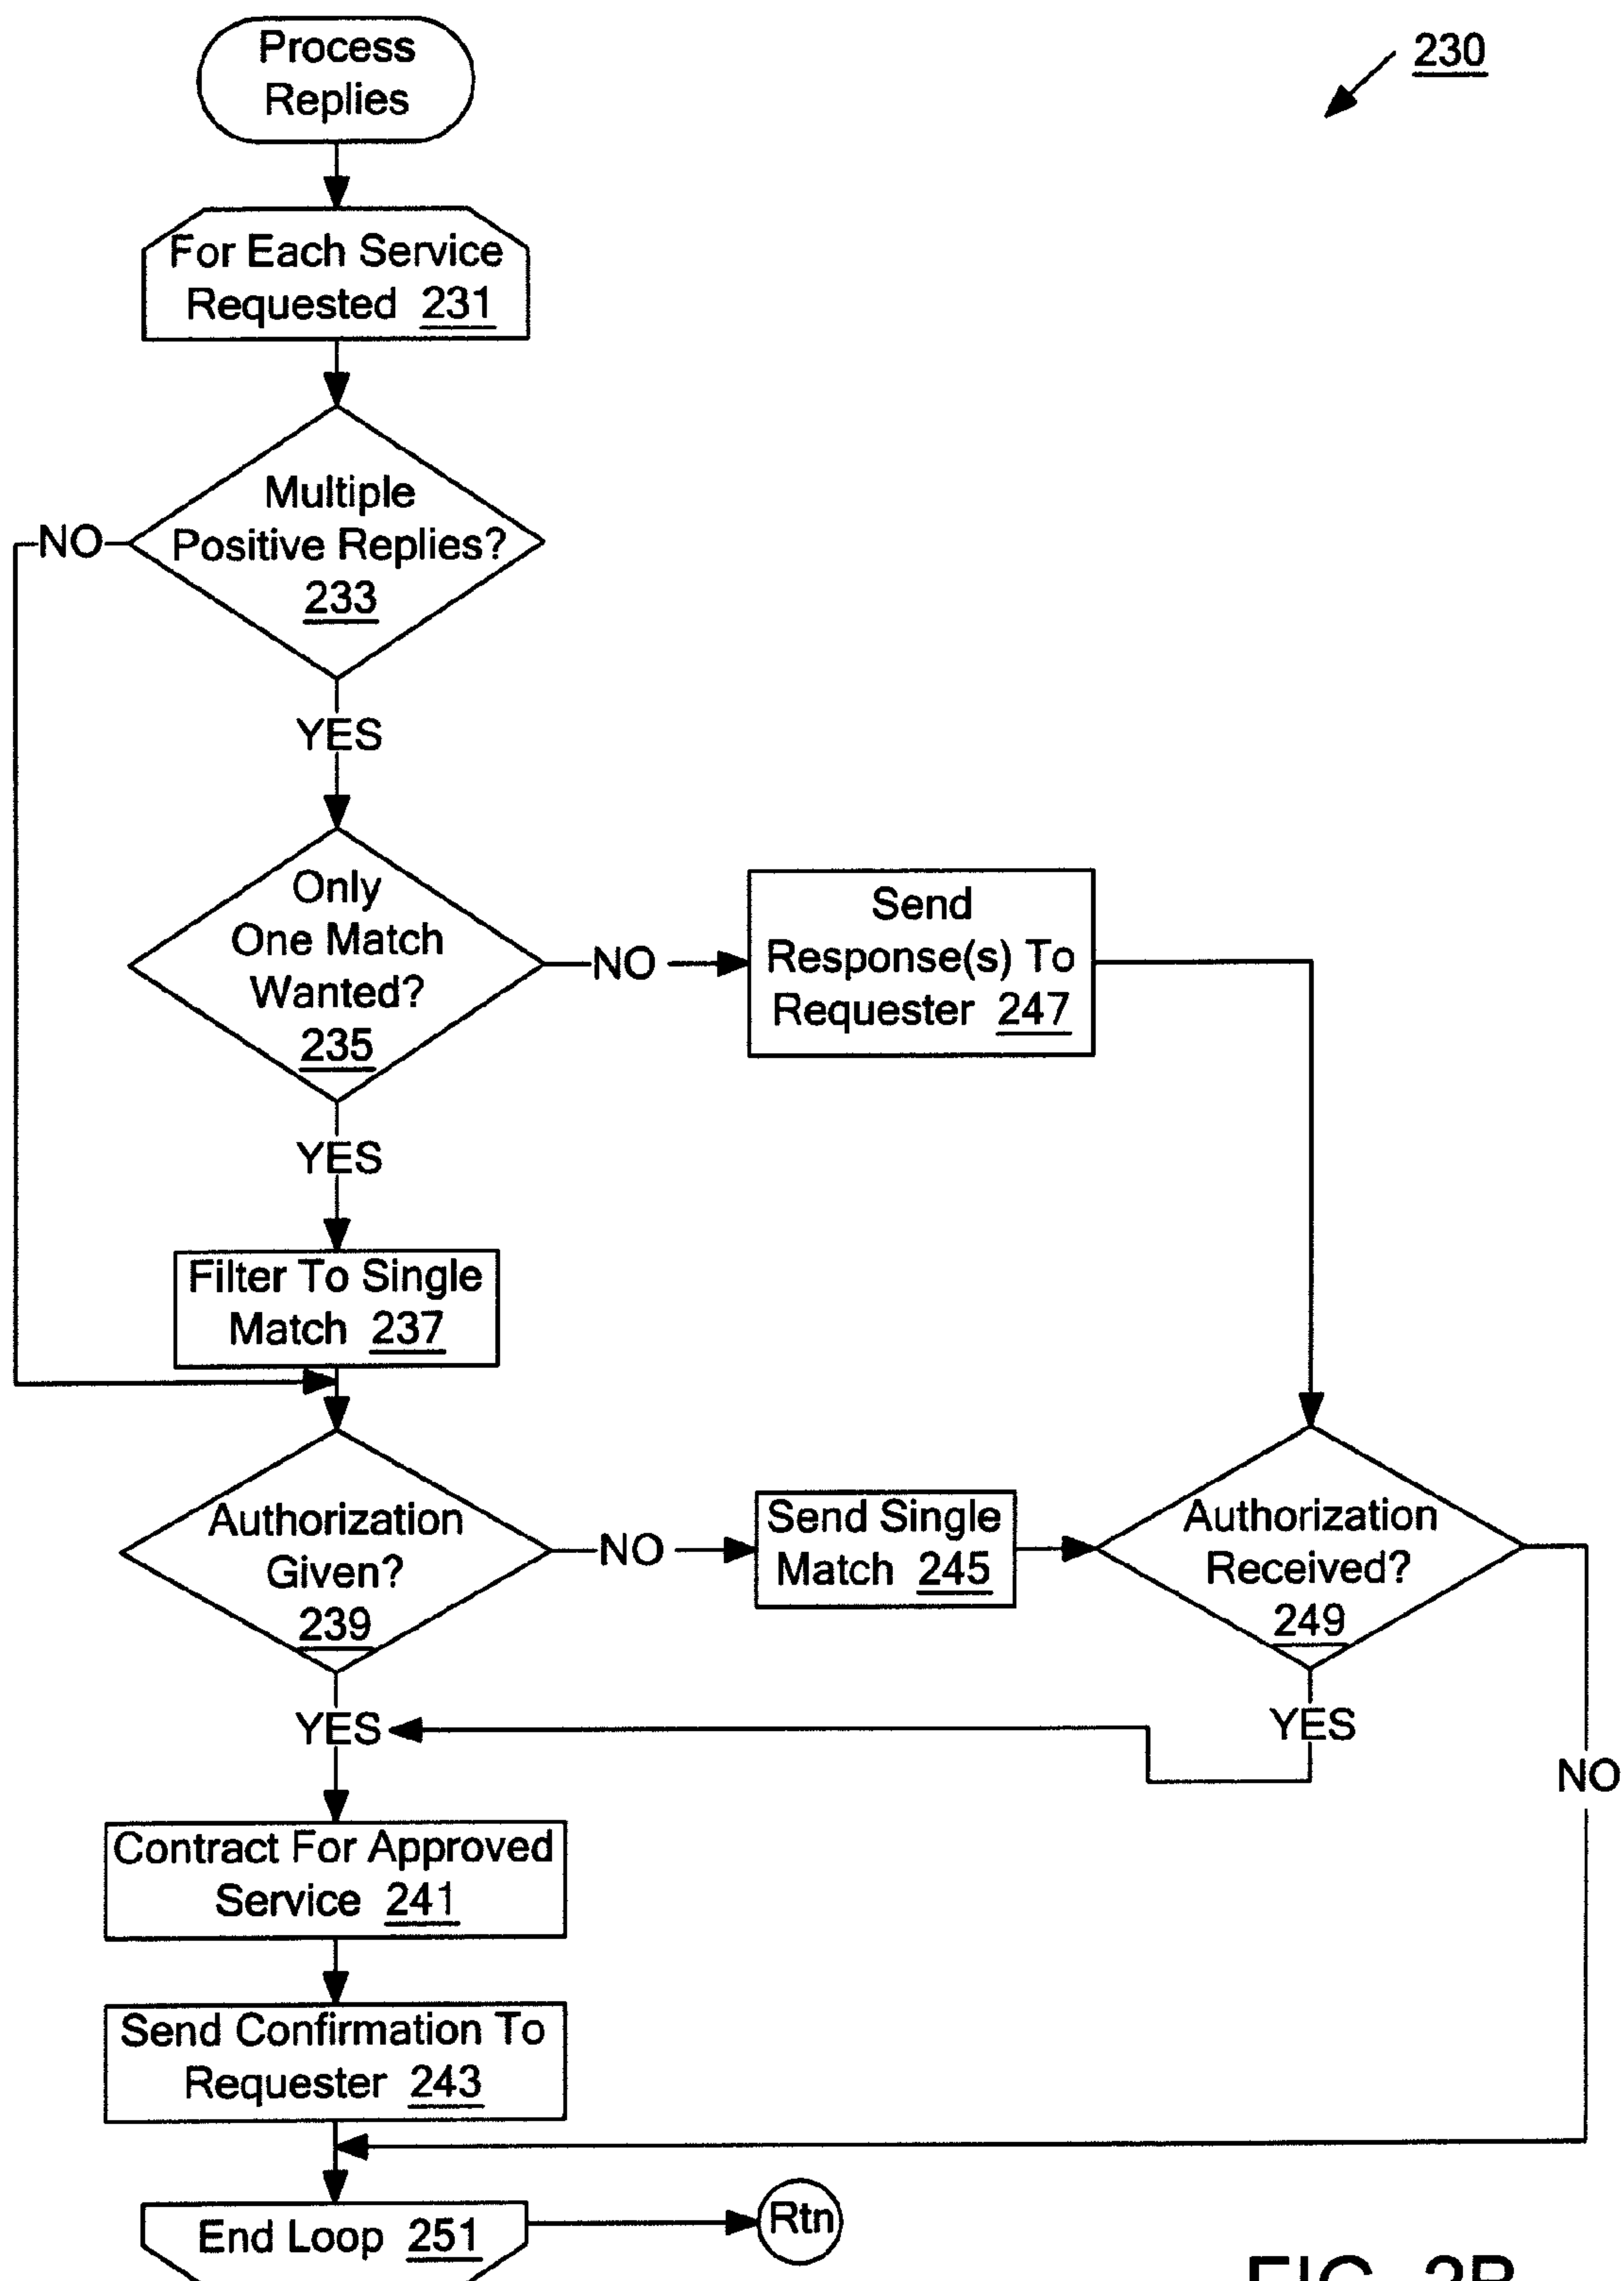 Process
Replies
230
For Each Service
Requested 231
Multiple
Positive Replies?
233
NO
YES
Only
One Match
Wanted?
235
NO
Send
Response(s) To
Requester 247
YES
Filter To Single
Match 237
Authorization
Given?
239
NO
Send Single
Match 245
Authorization
Received?
249
YES
YES
NO
Contract For Approved
Service 241
Send Confirmation To
Requester 243
End Loop 251
Rtn
FIG. 2B